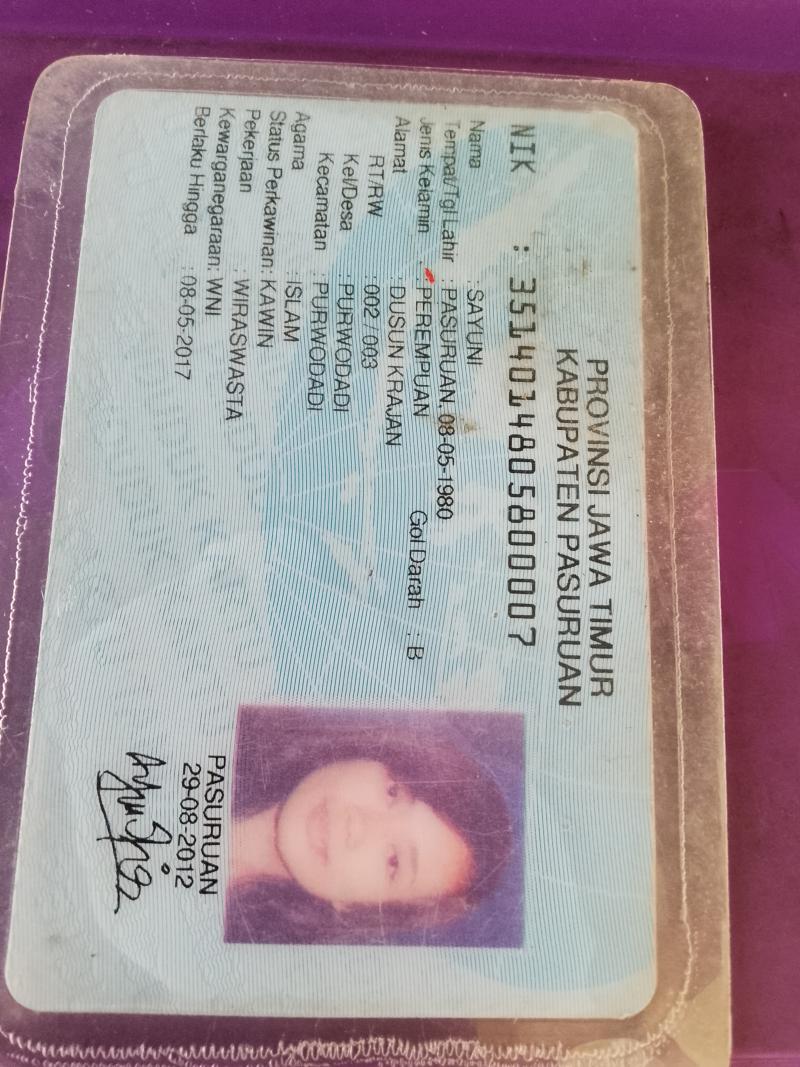 PROVINSI JAWA TIMUR
KABUPATEN PASURUAN
NIK : 3514014805800007
Nama : SAYUNI
Tempat/Tgl Lahir : PASURUAN, 08-05-1980
Jenis Kelamin : PEREMPUAN Gol Darah : B
Alamat : DUSUN KRAJAN
RT/RW : 002 / 003
Kel/Desa : PURWODADI
Kecamatan : PURWODADI
Agama : ISLAM
Status Perkawinan: KAWIN
Pekerjaan : WIRASWASTA
Kewarganegaraan: WNI
Berlaku Hingga : 08-05-2017
PASURUAN
29-08-2012